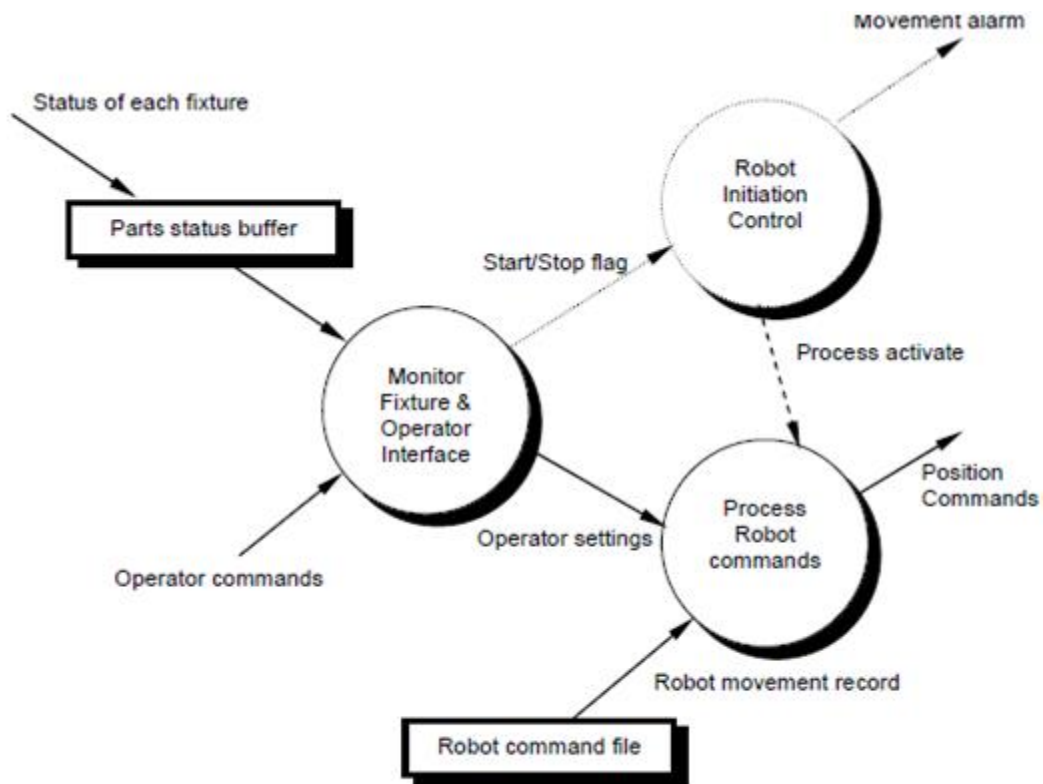 Movement alarm
Status of each fixture
Robot
Initiation
Control
Parts status buffer
Start/Stop flag
Process activate
Monitor
Fixture &
Operator
Interface
Position
Commands
Process
Robot
commands
Operator settings
Operator commands
Robot movement record
Robot command file